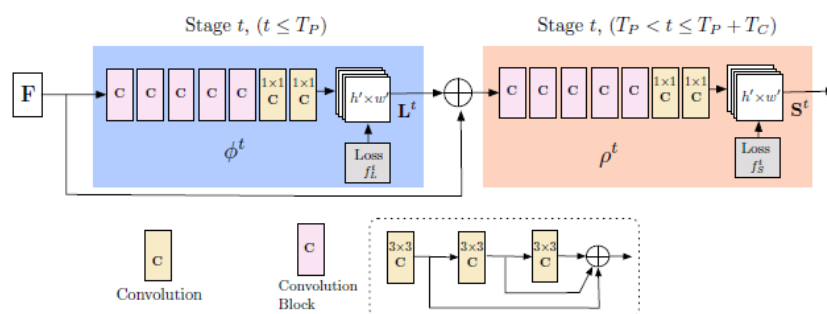 Stage t, (t ≤ T_P)
Stage t, (T_P < t ≤ T_P + T_C)
F
C C C C C 1×1 C 1×1 C
h′×w′
L^t
Loss
f_L^t
ϕ^t
C C C C C 1×1 C 1×1 C
h′×w′
S^t
Loss
f_S^t
ρ^t
C
Convolution
C
Convolution
Block
3×3 C 3×3 C 3×3 C